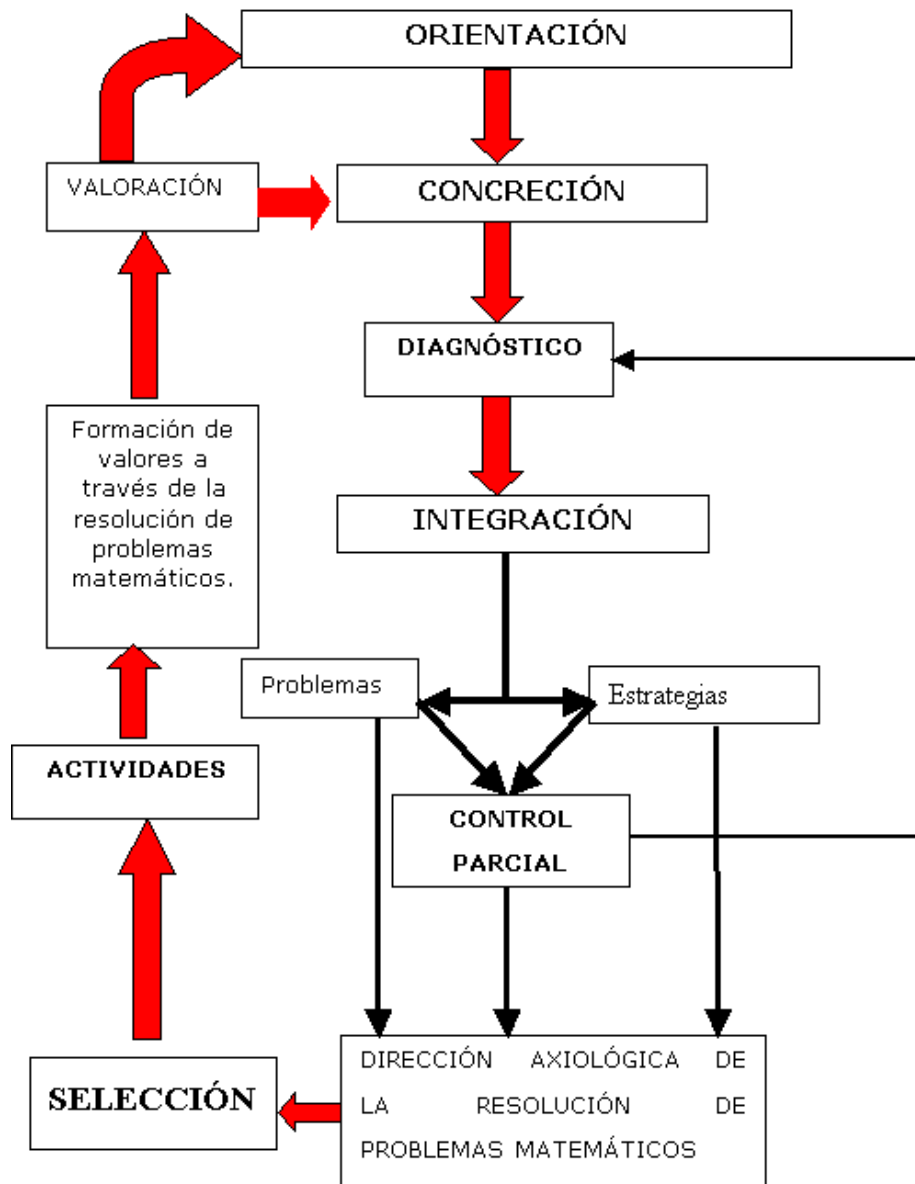 ORIENTACIÓN
VALORACIÓN
CONCRECIÓN
DIAGNÓSTICO
Formación de
valores a
través de la
resolución de
problemas
matemáticos.
INTEGRACIÓN
Problemas
Estrategias
ACTIVIDADES
CONTROL
PARCIAL
SELECCIÓN
DIRECCIÓN AXIOLÓGICA DE
LA RESOLUCIÓN DE
PROBLEMAS MATEMÁTICOS